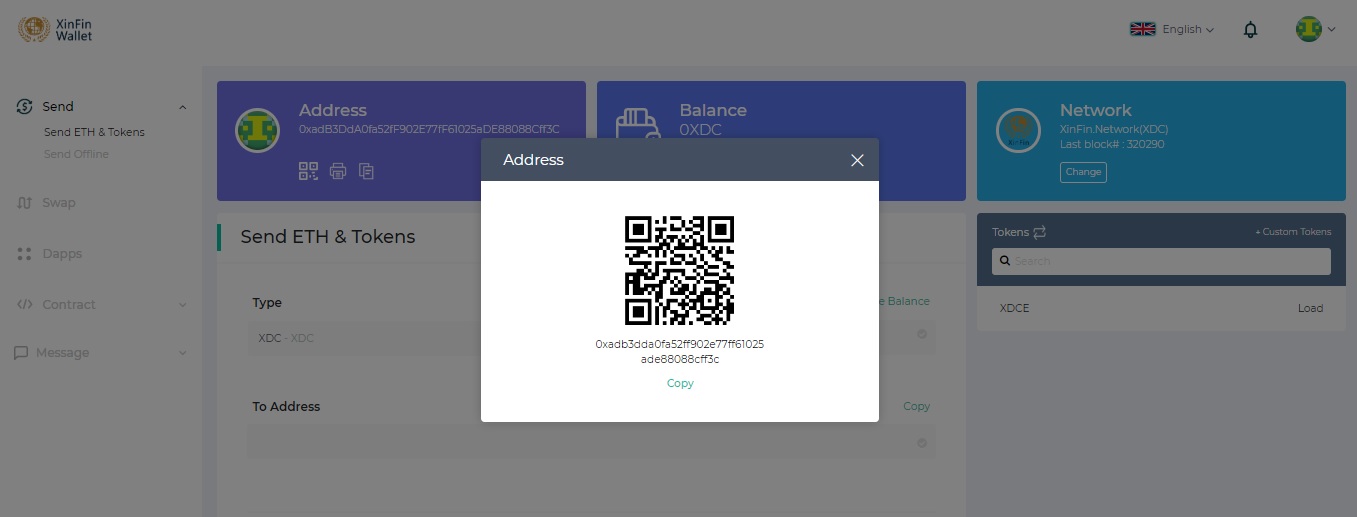 XinFin
Wallet
English
Send
Send ETH & Tokens
Send Offline
Swap
Dapps
Contract
Message
Address
0xadB3DdA0fa52fF902E77fF61025aDE88088Cff3C
Balance
0XDC
Network
XinFin.Network(XDC)
Last block# : 320290
Change
Address
0xadb3dda0fa52ff902e77ff61025
ade88088cff3c
Copy
Send ETH & Tokens
Type
e Balance
XDC - XDC
To Address
Copy
Tokens
+ Custom Tokens
Search
XDCE
Load